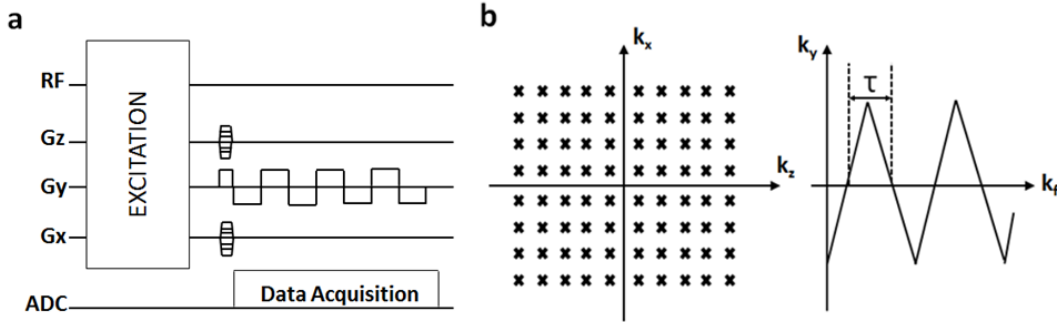 a
RF
Gz
Gy
Gx
ADC
EXCITATION
Data Acquisition
b
kx
kz
ky
τ
kf